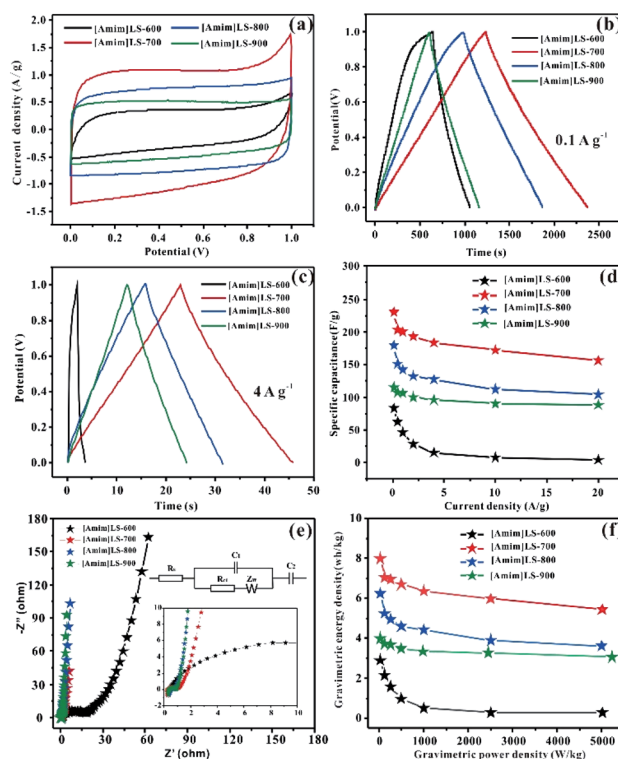 (a)
[Amim]LS-600
[Amim]LS-800
[Amim]LS-700
[Amim]LS-900
Current density (A/g)
1.5
1.0
0.5
0.0
-0.5
-1.0
-1.5
0.0 0.2 0.4 0.6 0.8 1.0
Potential (V)
(b)
[Amim]LS-600
[Amim]LS-700
[Amim]LS-800
[Amim]LS-900
0.1 A g-1
Potential(V)
1.0
0.8
0.6
0.4
0.2
0.0
0 500 1000 1500 2000 2500
Time (s)
(c)
[Amim]LS-600
[Amim]LS-700
[Amim]LS-800
[Amim]LS-900
4 A g-1
Potential (V)
1.0
0.8
0.6
0.4
0.2
0.0
0 10 20 30 40 50
Time (s)
(d)
[Amim]LS-600
[Amim]LS-700
[Amim]LS-800
[Amim]LS-900
Specific capacitance(F/g)
350
300
250
200
150
100
50
0
0 5 10 15 20
Current density (A/g)
(e)
[Amim]LS-600
[Amim]LS-700
[Amim]LS-800
[Amim]LS-900
Rs
C1
Rct
Zw
C2
-Z'' (ohm)
180
150
120
90
60
30
0
10
8
6
4
2
0
-2
0 2 4 6 8 10
0 30 60 90 120 150 180
Z' (ohm)
(f)
[Amim]LS-600
[Amim]LS-700
[Amim]LS-800
[Amim]LS-900
Gravimetric energy density(wh/kg)
10
8
6
4
2
0
0 1000 2000 3000 4000 5000
Gravimetric power density (W/kg)